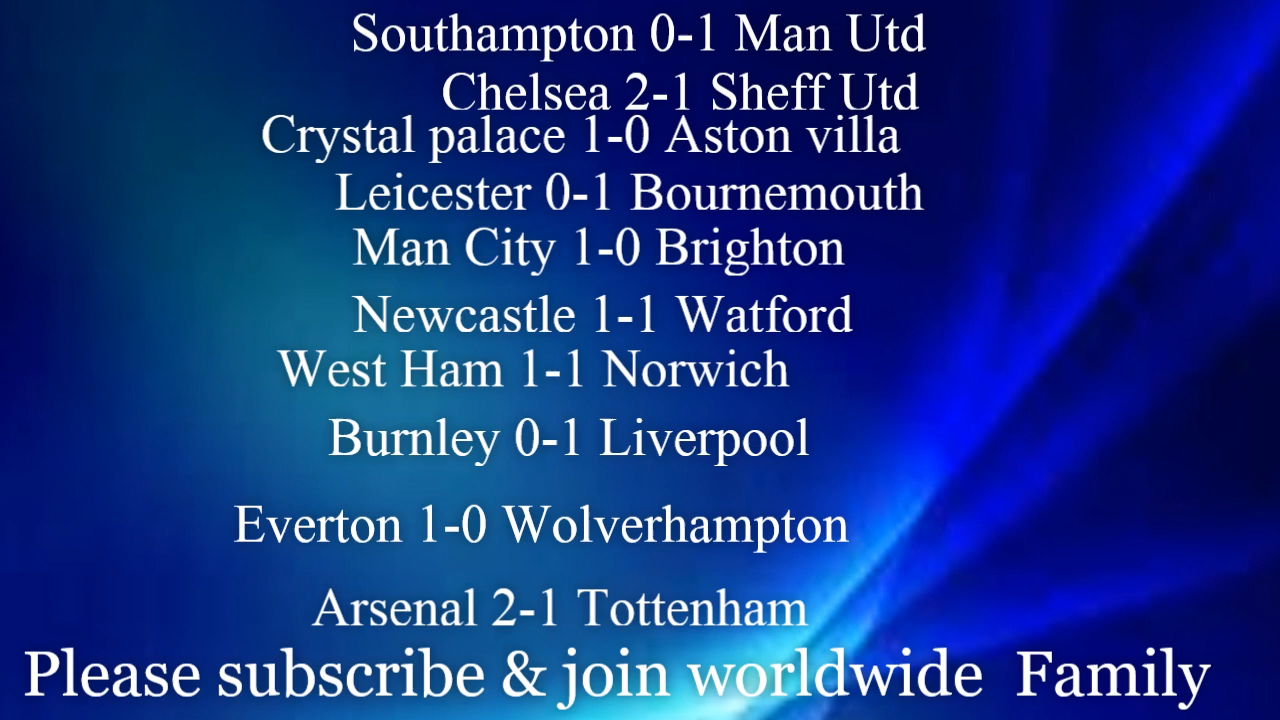 Southampton 0-1 Man Utd
Chelsea 2-1 Sheff Utd
Crystal palace 1-0 Aston villa
Leicester 0-1 Bournemouth
Man City 1-0 Brighton
Newcastle 1-1 Watford
West Ham 1-1 Norwich
Burnley 0-1 Liverpool
Everton 1-0 Wolverhampton
Arsenal 2-1 Tottenham
Please subscribe & join worldwide Family